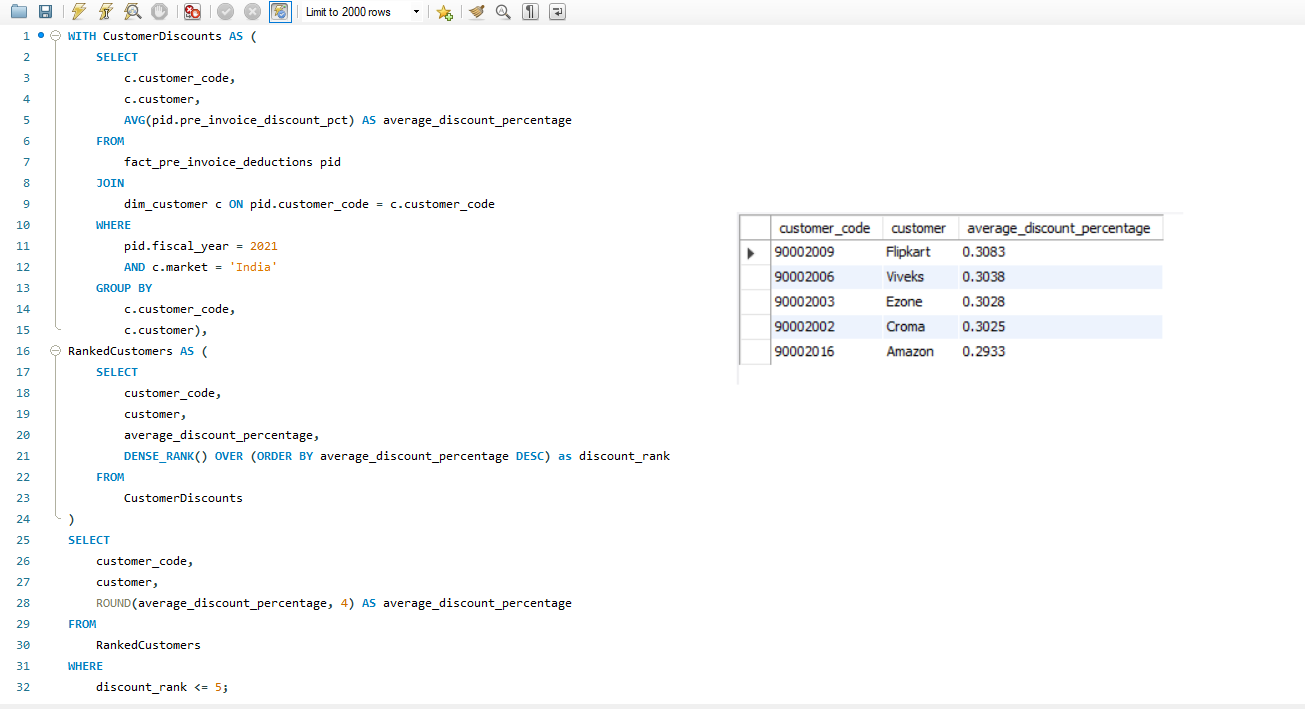 Limit to 2000 rows
1 WITH CustomerDiscounts AS (
2 SELECT
3 c.customer_code,
4 c.customer,
5 AVG(pid.pre_invoice_discount_pct) AS average_discount_percentage
6 FROM
7 fact_pre_invoice_deductions pid
8 JOIN
9 dim_customer c ON pid.customer_code = c.customer_code
10 WHERE
11 pid.fiscal_year = 2021
12 AND c.market = 'India'
13 GROUP BY
14 c.customer_code,
15 c.customer),
16 RankedCustomers AS (
17 SELECT
18 customer_code,
19 customer,
20 average_discount_percentage,
21 DENSE_RANK() OVER (ORDER BY average_discount_percentage DESC) as discount_rank
22 FROM
23 CustomerDiscounts
24 )
25 SELECT
26 customer_code,
27 customer,
28 ROUND(average_discount_percentage, 4) AS average_discount_percentage
29 FROM
30 RankedCustomers
31 WHERE
32 discount_rank <= 5;
customer_code customer average_discount_percentage
90002009 Flipkart 0.3083
90002006 Viveks 0.3038
90002003 Ezone 0.3028
90002002 Croma 0.3025
90002016 Amazon 0.2933